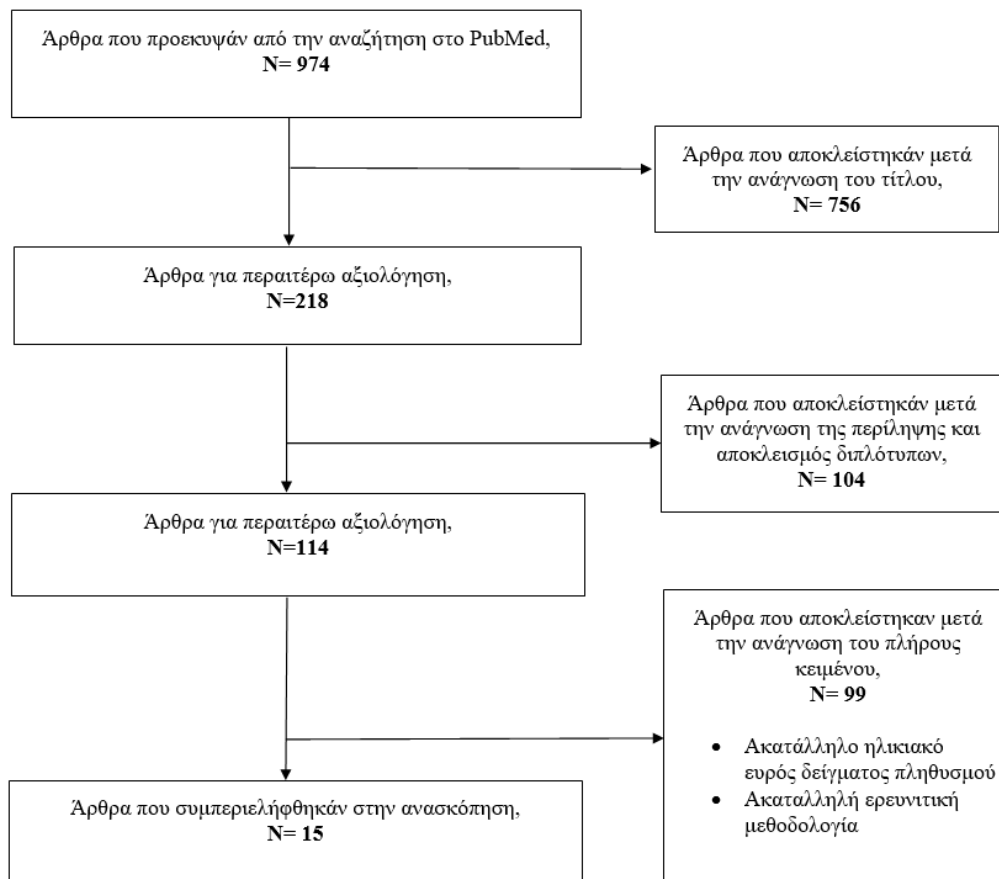 Άρθρα που προεκυψάν από την αναζήτηση στο PubMed,
N= 974
Άρθρα που αποκλείστηκάν μετά
την ανάγνωση του τίτλου,
N= 756
Άρθρα για περαιτέρω αξιολόγηση,
N=218
Άρθρα που αποκλείστηκάν μετά
την ανάγνωση της περίληψης και
αποκλεισμός διπλότυπων,
N= 104
Άρθρα για περαιτέρω αξιολόγηση,
N=114
Άρθρα που αποκλείστηκαν μετά
την ανάγνωση του πλήρους
κειμένου,
N= 99
• Ακατάλληλο ηλικιακό
ευρός δείγματος πληθυσμού
• Ακαταλληλή ερευνιτική
μεθοδολογία
Άρθρα που συμπεριελήφθηκάν στην ανασκόπηση,
N= 15